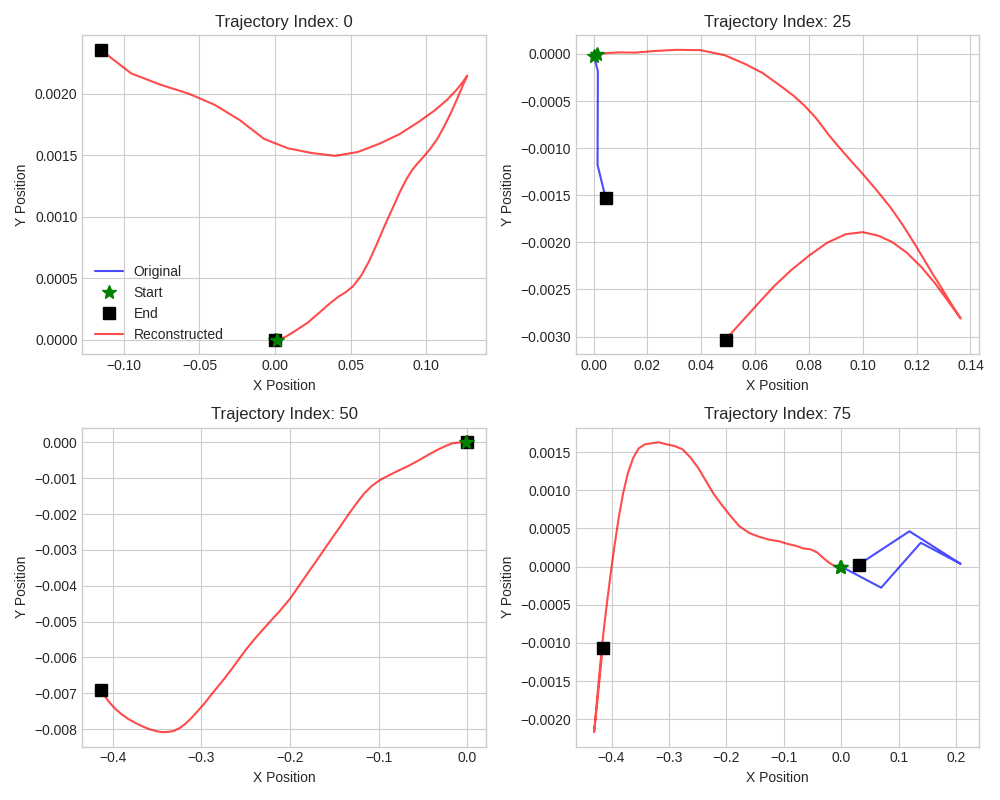 Trajectory Index: 0
0.0020
0.0015
0.0010
0.0005
0.0000
Y Position
Original
Start
End
Reconstructed
−0.10 −0.05 0.00 0.05 0.10
X Position
Trajectory Index: 25
0.0000
−0.0005
−0.0010
−0.0015
−0.0020
−0.0025
−0.0030
Y Position
0.00 0.02 0.04 0.06 0.08 0.10 0.12 0.14
X Position
Trajectory Index: 50
0.000
−0.001
−0.002
−0.003
−0.004
−0.005
−0.006
−0.007
−0.008
Y Position
−0.4 −0.3 −0.2 −0.1 0.0
X Position
Trajectory Index: 75
0.0015
0.0010
0.0005
0.0000
−0.0005
−0.0010
−0.0015
−0.0020
Y Position
−0.4 −0.3 −0.2 −0.1 0.0 0.1 0.2
X Position